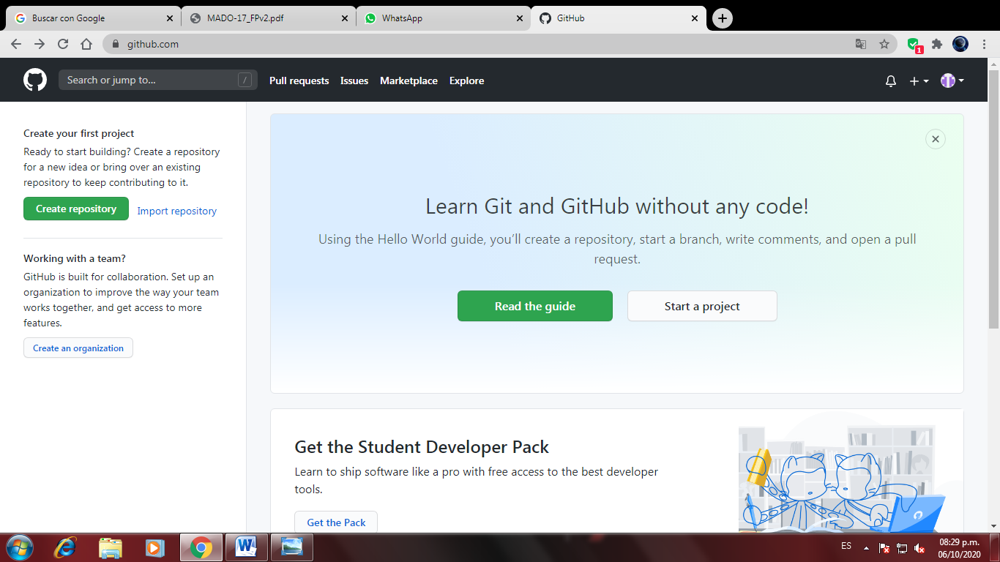 Buscar con Google
MADO-17_FPv2.pdf
WhatsApp
GitHub
github.com
1
Search or jump to...
/
Pull requests
Issues
Marketplace
Explore
Create your first project
Ready to start building? Create a repository
for a new idea or bring over an existing
repository to keep contributing to it.
Create repository
Import repository
Working with a team?
GitHub is built for collaboration. Set up an
organization to improve the way your team
works together, and get access to more
features.
Create an organization
Learn Git and GitHub without any code!
Using the Hello World guide, you’ll create a repository, start a branch, write comments, and open a pull
request.
Read the guide
Start a project
Get the Student Developer Pack
Learn to ship software like a pro with free access to the best developer
tools.
Get the Pack
ES
08:29 p.m.
06/10/2020